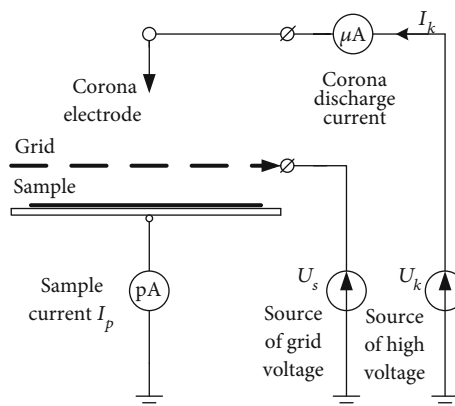 I_k
μA
Corona
electrode
Corona
discharge
current
Grid
Sample
Sample
current I_p
pA
U_s
Source
of grid
voltage
U_k
Source
of high
voltage